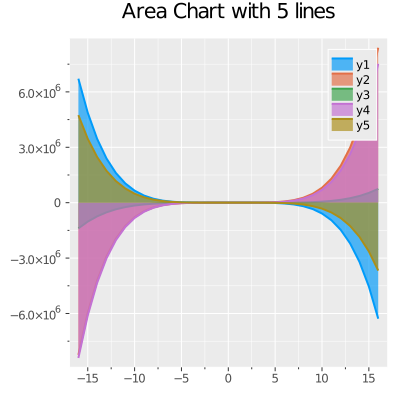 Area Chart with 5 lines
y1
y2
y3
y4
y5
6.0×10⁶
3.0×10⁶
0
−3.0×10⁶
−6.0×10⁶
−15 −10 −5 0 5 10 15